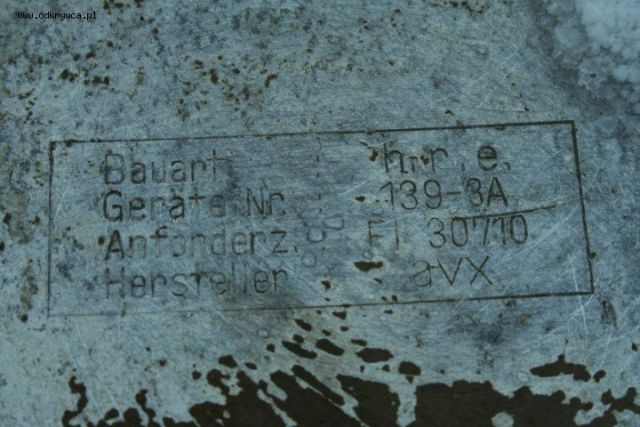 www.odkrywca.pl
Bauart h.r.e.
Geräte Nr. 139-3A
Anforderz. Fl 30710
Hersteller avx